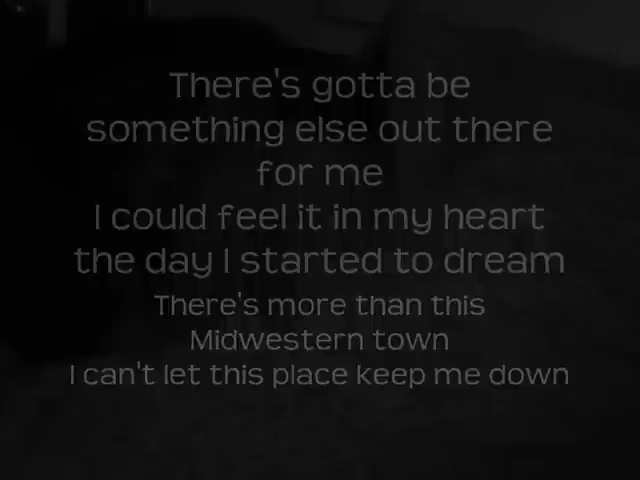 There's gotta be
something else out there
for me
I could feel it in my heart
the day I started to dream
There's more than this
Midwestern town
I can't let this place keep me down